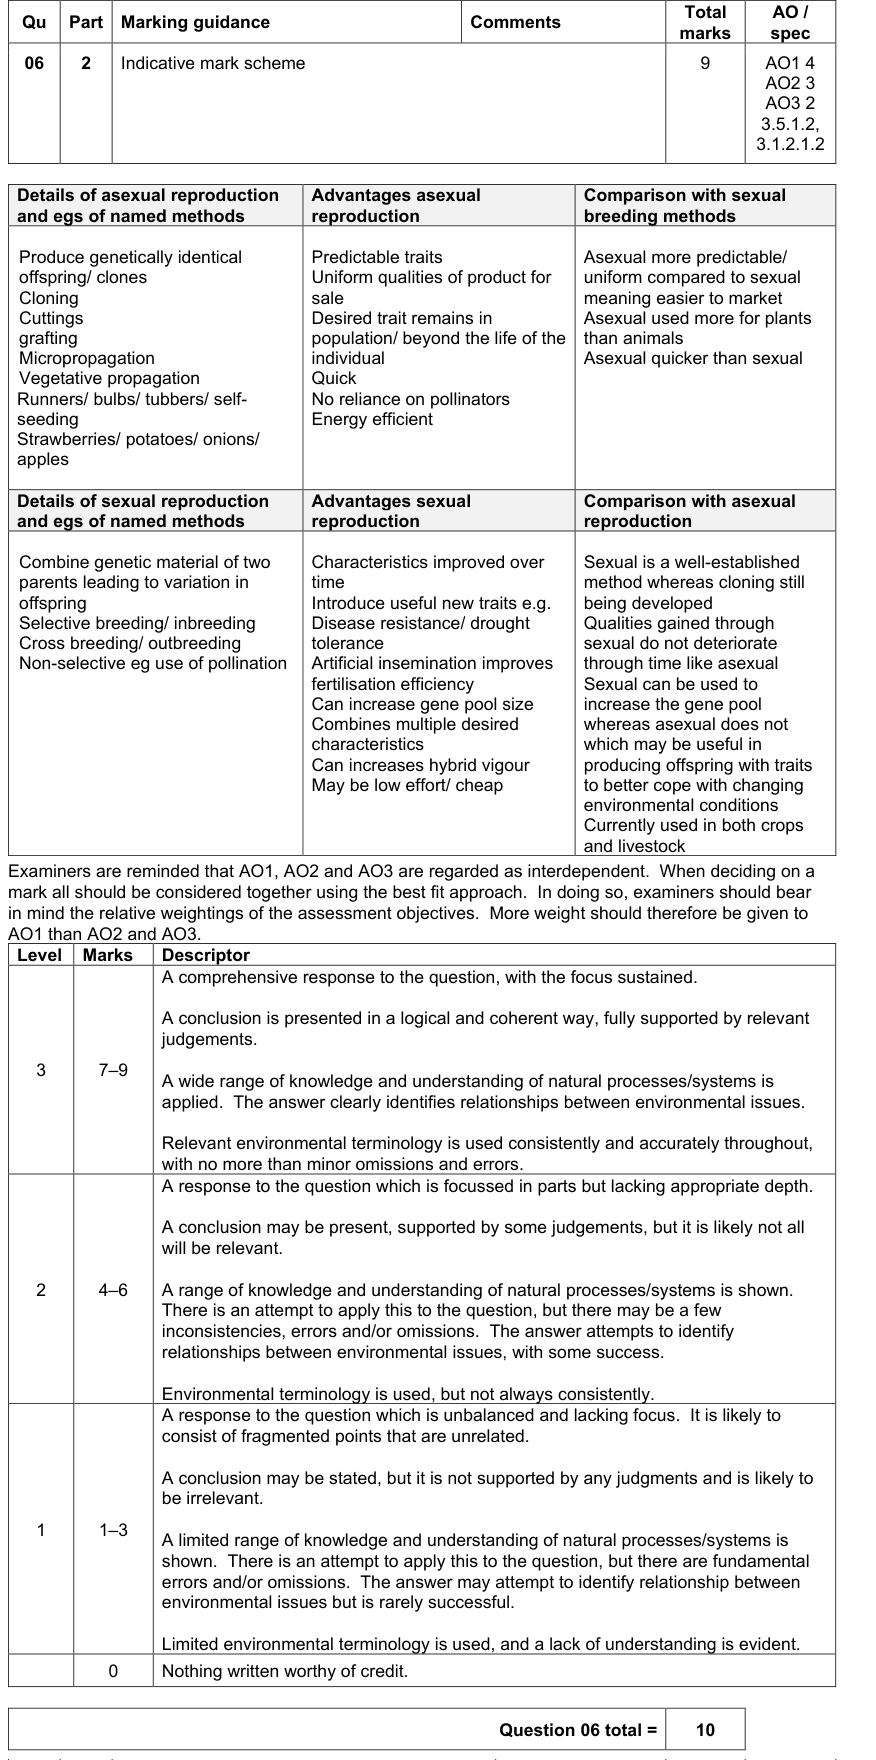 Qu Part Marking guidance Comments Total marks AO / spec
06 2 Indicative mark scheme 9 AO1 4
AO2 3
AO3 2
3.5.1.2,
3.1.2.1.2
Details of asexual reproduction
and egs of named methods
Advantages asexual
reproduction
Comparison with sexual
breeding methods
Produce genetically identical
offspring/ clones
Cloning
Cuttings
grafting
Micropropagation
Vegetative propagation
Runners/ bulbs/ tubbers/ self-
seeding
Strawberries/ potatoes/ onions/
apples
Predictable traits
Uniform qualities of product for
sale
Desired trait remains in
population/ beyond the life of the
individual
Quick
No reliance on pollinators
Energy efficient
Asexual more predictable/
uniform compared to sexual
meaning easier to market
Asexual used more for plants
than animals
Asexual quicker than sexual
Details of sexual reproduction
and egs of named methods
Advantages sexual
reproduction
Comparison with asexual
reproduction
Combine genetic material of two
parents leading to variation in
offspring
Selective breeding/ inbreeding
Cross breeding/ outbreeding
Non-selective eg use of pollination
Characteristics improved over
time
Introduce useful new traits e.g.
Disease resistance/ drought
tolerance
Artificial insemination improves
fertilisation efficiency
Can increase gene pool size
Combines multiple desired
characteristics
Can increases hybrid vigour
May be low effort/ cheap
Sexual is a well-established
method whereas cloning still
being developed
Qualities gained through
sexual do not deteriorate
through time like asexual
Sexual can be used to
increase the gene pool
whereas asexual does not
which may be useful in
producing offspring with traits
to better cope with changing
environmental conditions
Currently used in both crops
and livestock
Examiners are reminded that AO1, AO2 and AO3 are regarded as interdependent. When deciding on a
mark all should be considered together using the best fit approach. In doing so, examiners should bear
in mind the relative weightings of the assessment objectives. More weight should therefore be given to
AO1 than AO2 and AO3.
Level Marks Descriptor
3 7–9
A comprehensive response to the question, with the focus sustained.
A conclusion is presented in a logical and coherent way, fully supported by relevant
judgements.
A wide range of knowledge and understanding of natural processes/systems is
applied. The answer clearly identifies relationships between environmental issues.
Relevant environmental terminology is used consistently and accurately throughout,
with no more than minor omissions and errors.
2 4–6
A response to the question which is focussed in parts but lacking appropriate depth.
A conclusion may be present, supported by some judgements, but it is likely not all
will be relevant.
A range of knowledge and understanding of natural processes/systems is shown.
There is an attempt to apply this to the question, but there may be a few
inconsistencies, errors and/or omissions. The answer attempts to identify
relationships between environmental issues, with some success.
Environmental terminology is used, but not always consistently.
1 1–3
A response to the question which is unbalanced and lacking focus. It is likely to
consist of fragmented points that are unrelated.
A conclusion may be stated, but it is not supported by any judgments and is likely to
be irrelevant.
A limited range of knowledge and understanding of natural processes/systems is
shown. There is an attempt to apply this to the question, but there are fundamental
errors and/or omissions. The answer may attempt to identify relationship between
environmental issues but is rarely successful.
Limited environmental terminology is used, and a lack of understanding is evident.
0 Nothing written worthy of credit.
Question 06 total = 10